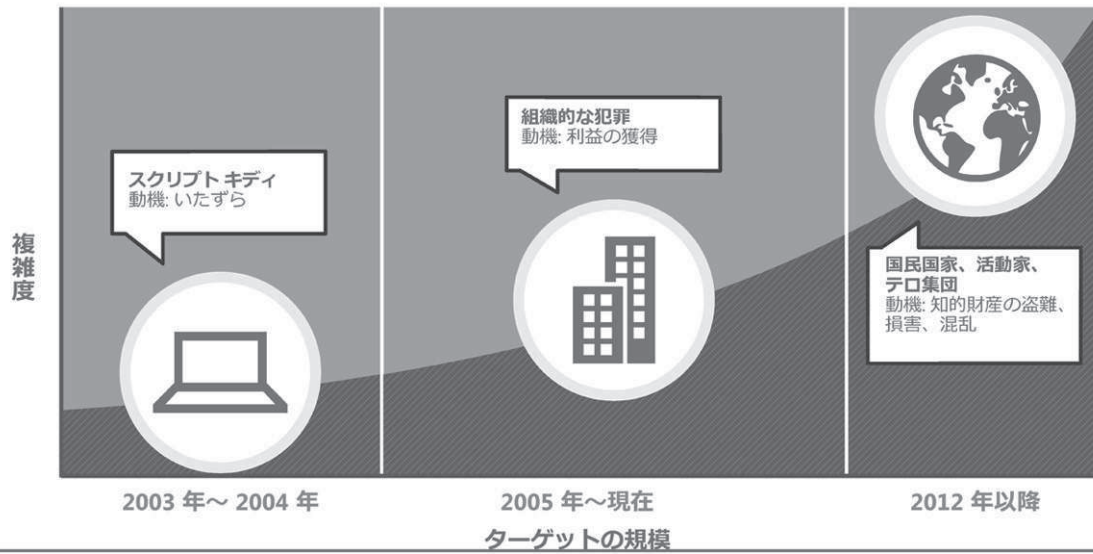 スクリプト キディ
動機: いたずら
組織的な犯罪
動機: 利益の獲得
国民国家、活動家、
テロ集団
動機: 知的財産の盗難、
損害、混乱
複雑度
2003 年～ 2004 年
2005 年～現在
2012 年以降
ターゲットの規模